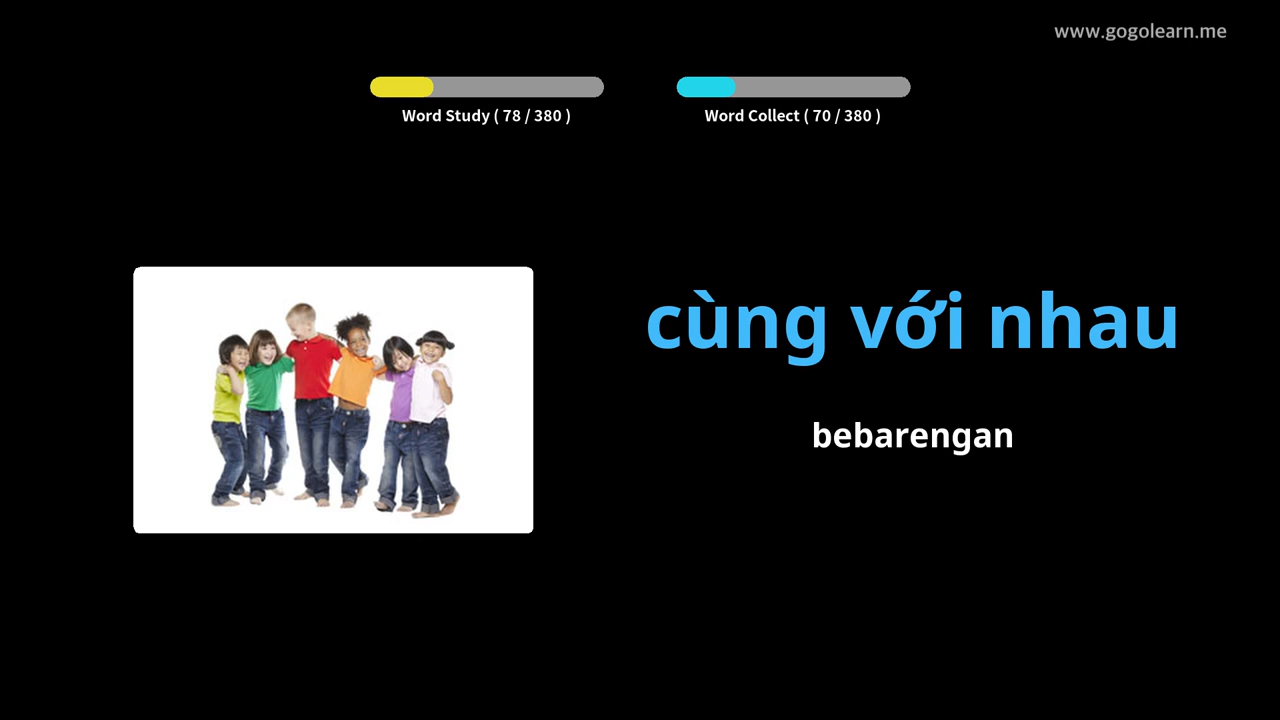 www.gogolearn.me
Word Study ( 78 / 380 )
Word Collect ( 70 / 380 )
cùng với nhau
bebarengan